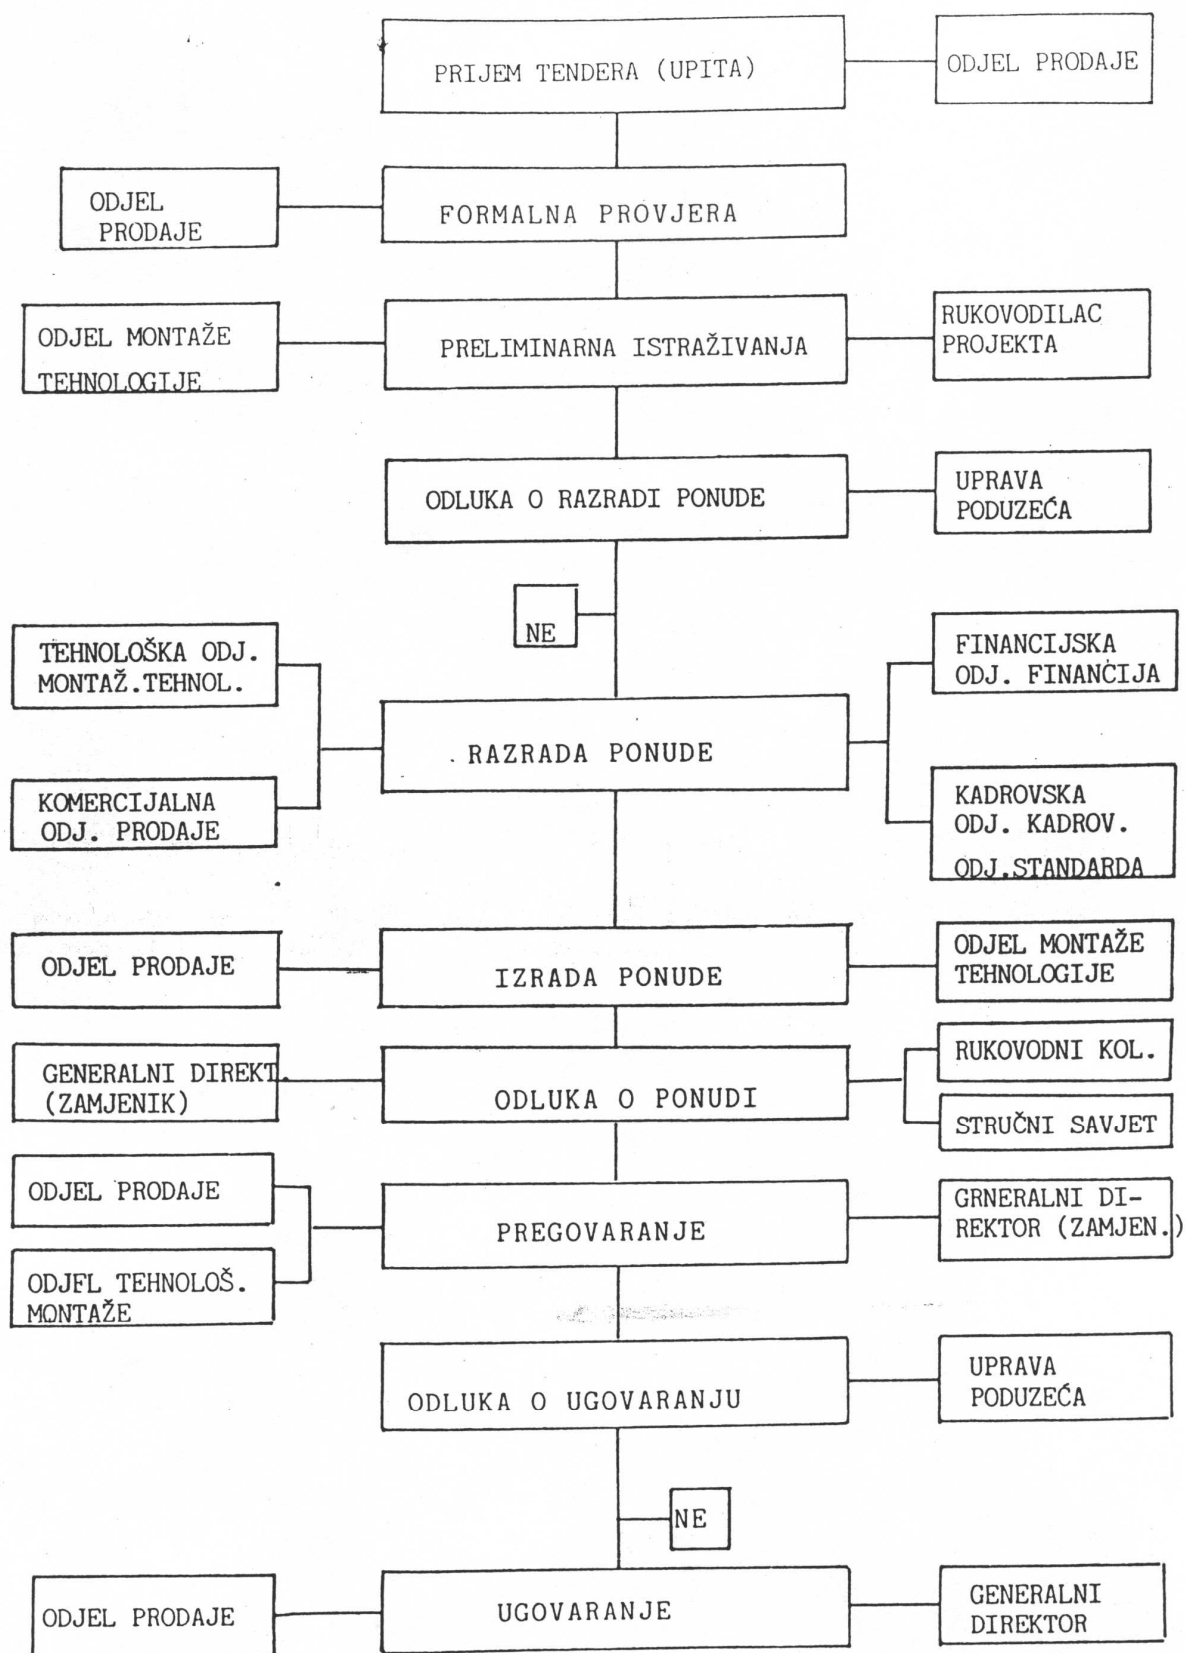 PRIJEM TENDERA (UPITA)
ODJEL PRODAJE
ODJEL
PRODAJE
FORMALNA PROVJERA
ODJEL MONTAŽE
TEHNOLOGIJE
PRELIMINARNA ISTRAŽIVANJA
RUKOVODILAC
PROJEKTA
ODLUKA O RAZRADI PONUDE
UPRAVA
PODUZEĆA
NE
TEHNOLOŠKA ODJ.
MONTAŽ.TEHNOL.
FINANCIJSKA
ODJ. FINANCIJA
RAZRADA PONUDE
KOMERCIJALNA
ODJ. PRODAJE
KADROVSKA
ODJ. KADROV.
ODJ.STANDARDA
ODJEL PRODAJE
IZRADA PONUDE
ODJEL MONTAŽE
TEHNOLOGIJE
GENERALNI DIREKT.
(ZAMJENIK)
ODLUKA O PONUDI
RUKOVODNI KOL.
STRUČNI SAVJET
ODJEL PRODAJE
PREGOVARANJE
GRNERALNI DI-
REKTOR (ZAMJEN.)
ODJFL TEHNOLOŠ.
MONTAŽE
ODLUKA O UGOVARANJU
UPRAVA
PODUZEĆA
NE
ODJEL PRODAJE
UGOVARANJE
GENERALNI
DIREKTOR